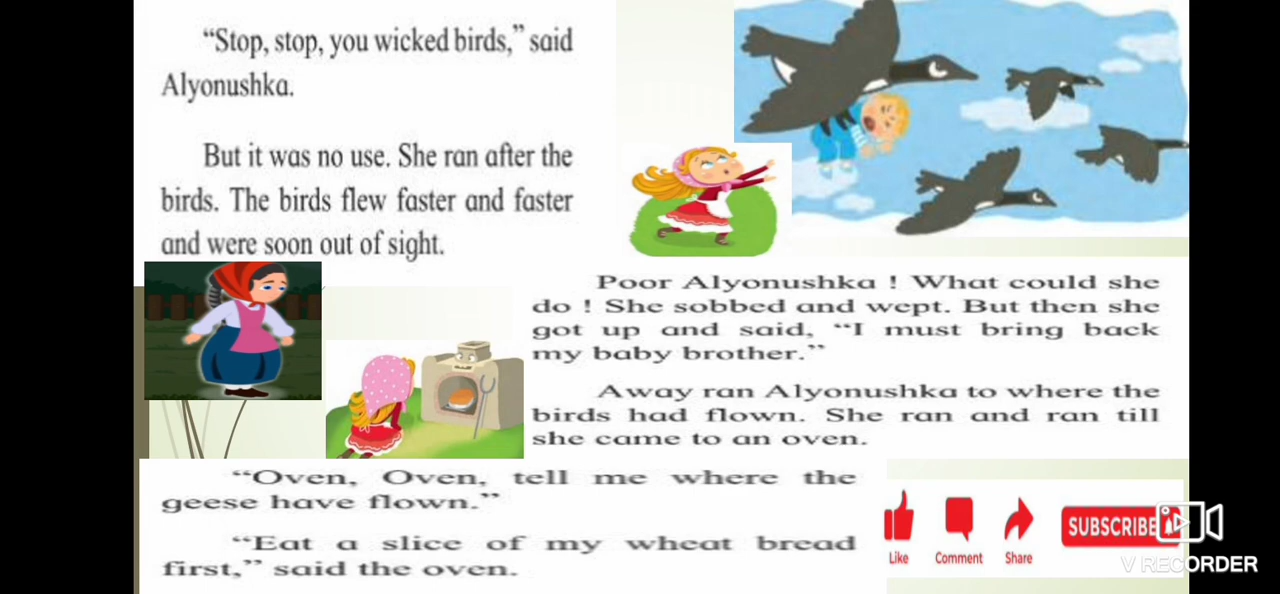 “Stop, stop, you wicked birds,” said
Alyonushka.
But it was no use. She ran after the
birds. The birds flew faster and faster
and were soon out of sight.
Poor Alyonushka ! What could she
do ! She sobbed and wept. But then she
got up and said, “I must bring back
my baby brother.”
Away ran Alyonushka to where the
birds had flown. She ran and ran till
she came to an oven.
“Oven, Oven, tell me where the
geese have flown.”
“Eat a slice of my wheat bread
first,” said the oven.
Like
Comment
Share
SUBSCRIBE
V RECORDER